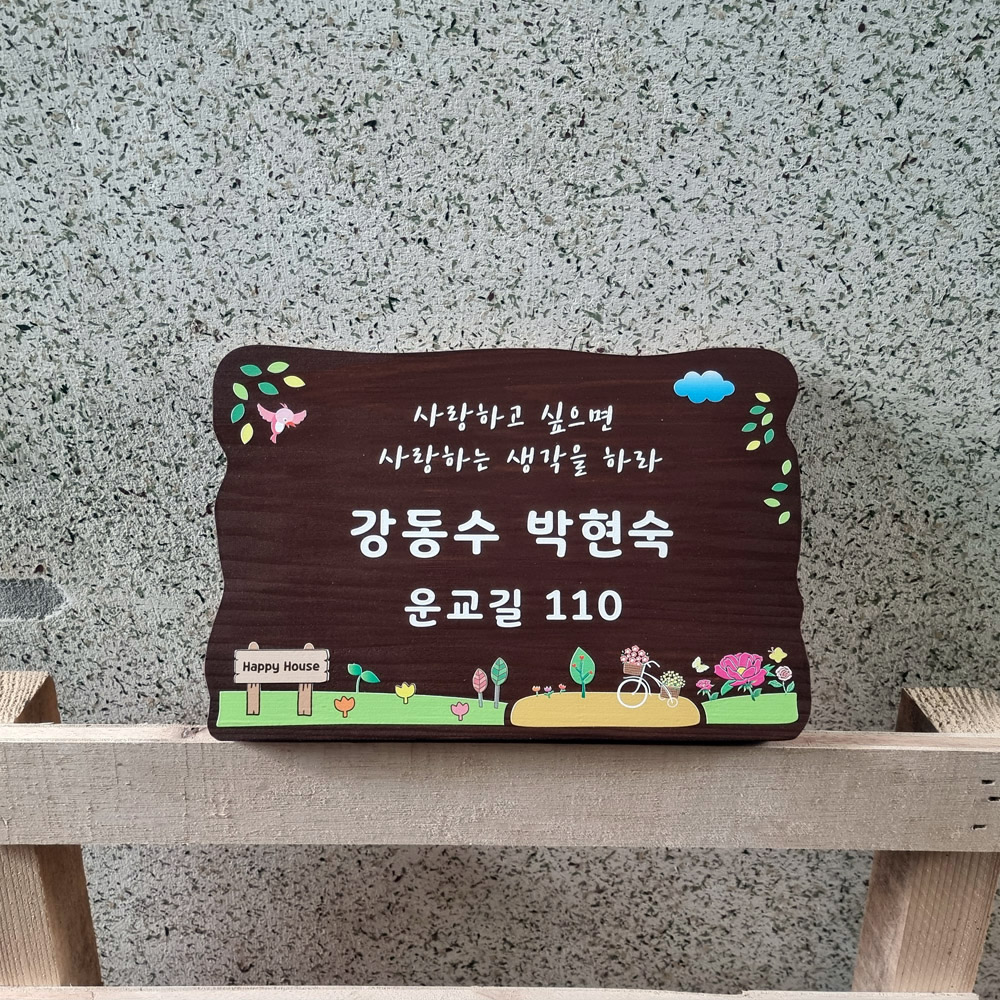 사랑하고 싶으면
사랑하는 생각을 하라
강동수 박현숙
운교길 110
Happy House